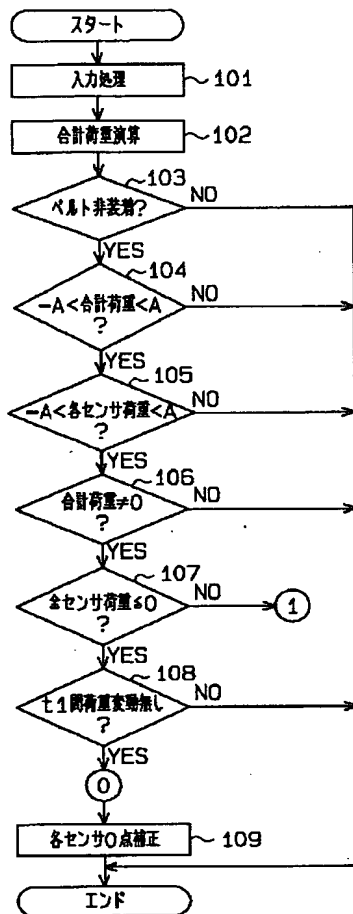 スタート
入力処理
101
合計荷重演算
102
103
ベルト非装着?
NO
YES
104
-A<合計荷重<A
?
NO
YES
105
-A<各センサ荷重<A
?
NO
YES
106
合計荷重≠0
?
NO
YES
107
全センサ荷重≦0
?
NO
1
YES
108
t1間荷重変動無し
?
NO
YES
0
各センサ0点補正
109
エンド